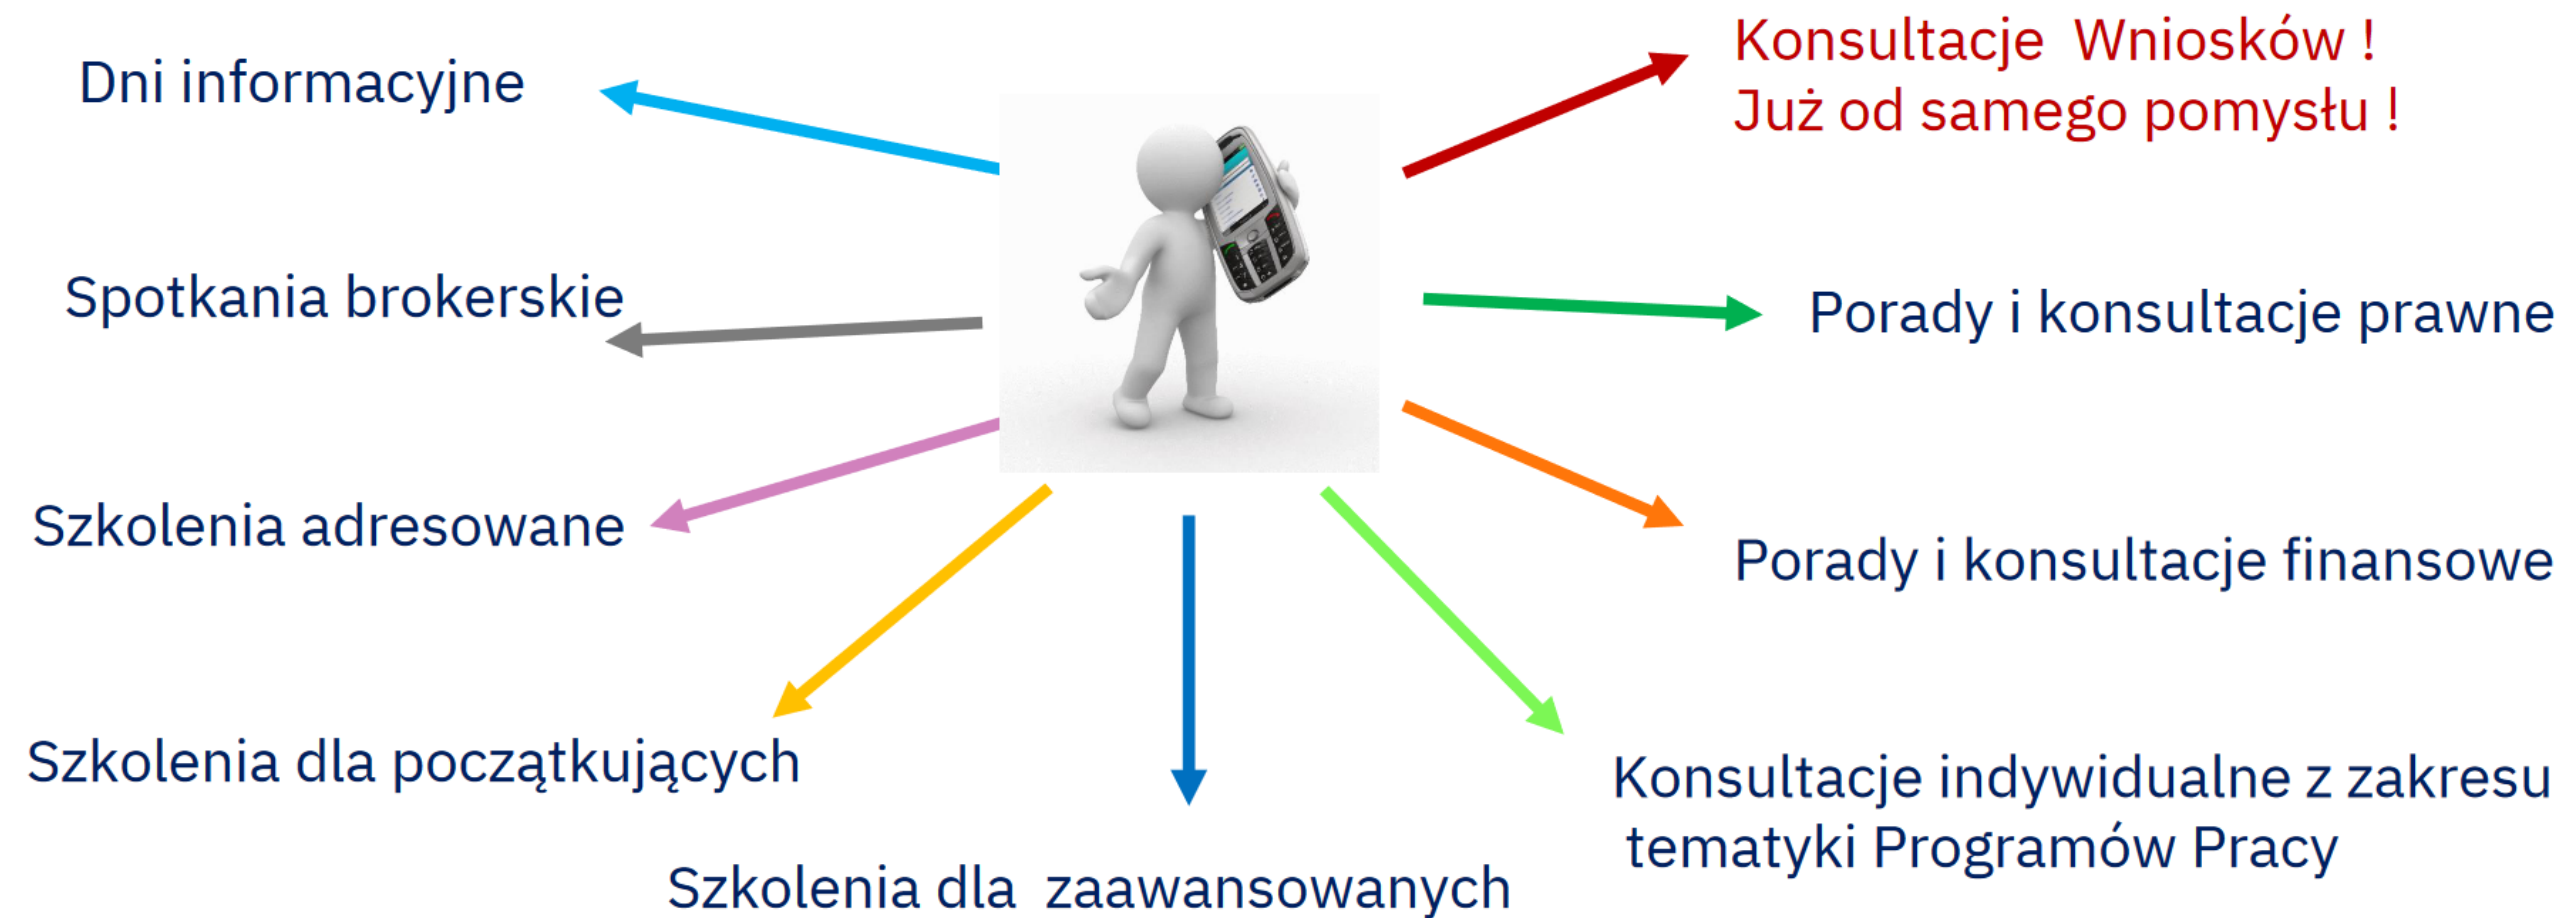 Dni informacyjne
Spotkania brokerskie
Szkolenia adresowane
Szkolenia dla początkujących
Szkolenia dla zaawansowanych
Konsultacje Wniosków !
Już od samego pomysłu !
Porady i konsultacje prawne
Porady i konsultacje finansowe
Konsultacje indywidualne z zakresu
tematyki Programów Pracy